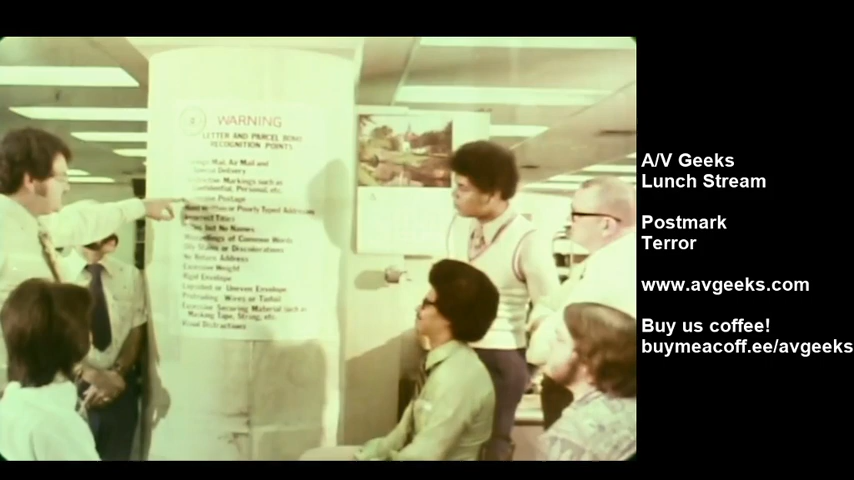 WARNING
LETTER AND PARCEL BOMB
RECOGNITION POINTS
Foreign Mail, Air Mail and
Special Delivery
Restrictive Markings such as
Confidential, Personal, etc.
Excessive Postage
Hand Written or Poorly Typed Addresses
Incorrect Titles
Titles but No Names
Misspellings of Common Words
Oily Stains or Discolorations
No Return Address
Excessive Weight
Rigid Envelope
Lopsided or Uneven Envelope
Protruding Wires or Tinfoil
Excessive Securing Material such as
Masking Tape, String, etc.
Visual Distractions
A/V Geeks
Lunch Stream
Postmark
Terror
www.avgeeks.com
Buy us coffee!
buymeacoff.ee/avgeeks